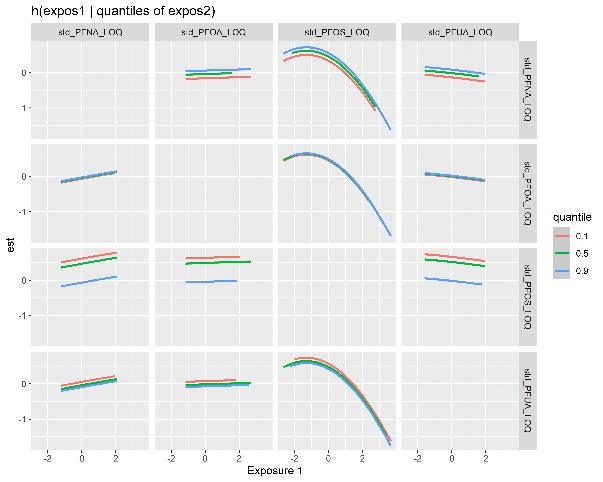 h(expos1 | quantiles of expos2)
std_PFNA_LOQ std_PFOA_LOQ std_PFOS_LOQ std_PFUA_LOQ
0
1
std_PFNA_LOQ
0
-1
std_PFOA_LOQ
0
-1
std_PFOS_LOQ
0
-1
std_PFUA_LOQ
est
quantile
0.1
0.5
0.9
-2 0 2 -2 0 2 -2 0 2 -2 0 2
Exposure 1